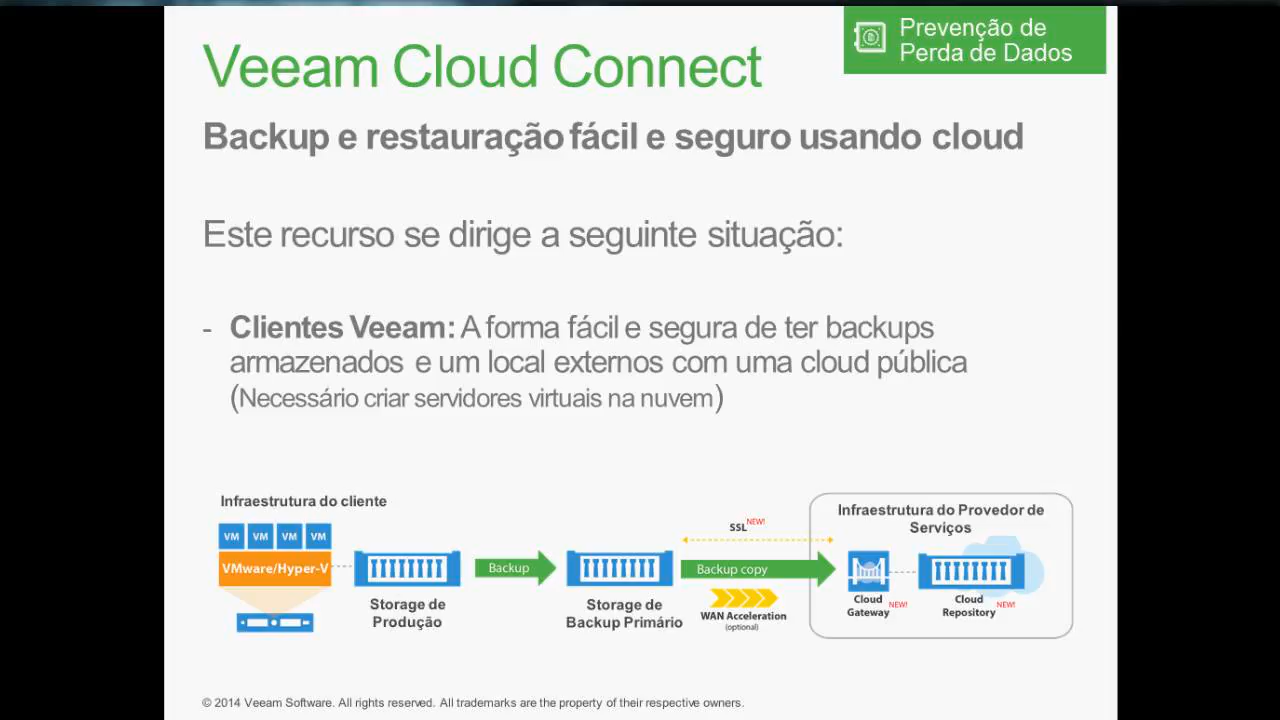 Prevenção de
Perda de Dados
Veeam Cloud Connect
Backup e restauração fácil e seguro usando cloud
Este recurso se dirige a seguinte situação:
- Clientes Veeam: A forma fácil e segura de ter backups
armazenados e um local externos com uma cloud pública
(Necessário criar servidores virtuais na nuvem)
Infraestrutura do cliente
VM VM VM VM
VMware/Hyper-V
Storage de
Produção
Backup
Storage de
Backup Primário
SSL NEW!
Backup copy
WAN Acceleration
(optional)
Infraestrutura do Provedor de
Serviços
Cloud
Gateway NEW!
Cloud
Repository NEW!
© 2014 Veeam Software. All rights reserved. All trademarks are the property of their respective owners.